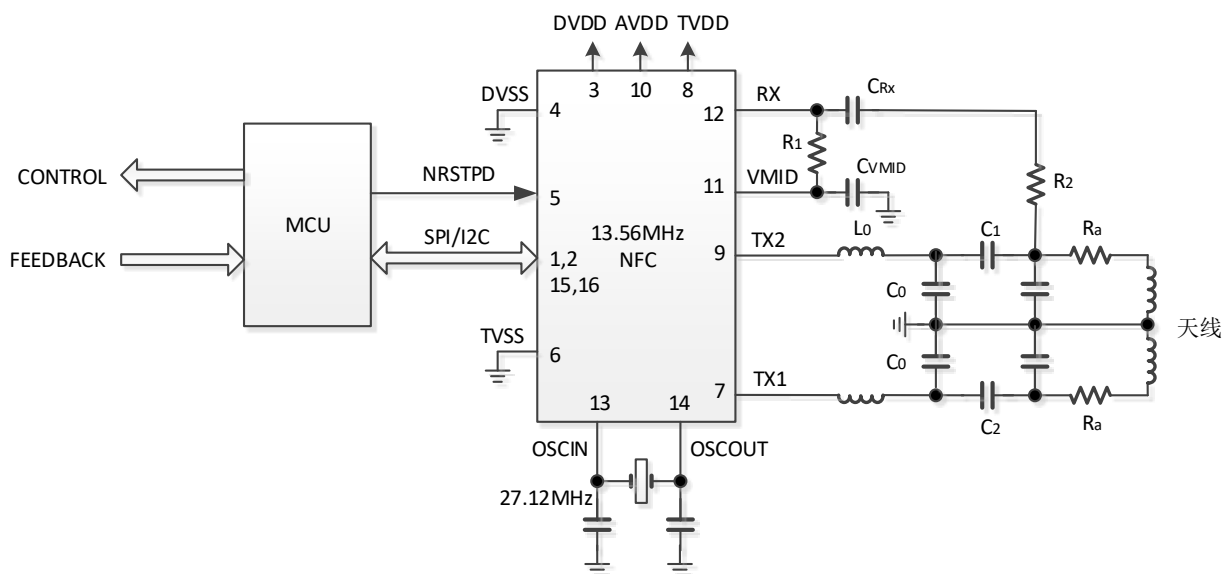 DVDD AVDD TVDD
3 10 8
DVSS
4
12
RX
CRx
R1
R2
CONTROL
FEEDBACK
MCU
NRSTPD
5
SPI/I2C
1,2
15,16
13.56MHz
NFC
11
VMID
CVMID
9
TX2
L0
C1
Ra
C0
天线
C0
TVSS
6
7
TX1
C2
Ra
13 14
OSCIN
OSCOUT
27.12MHz